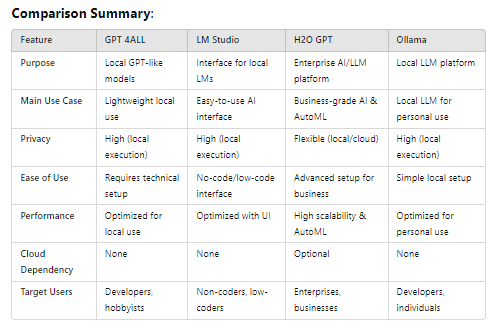 Comparison Summary:
Feature GPT 4ALL LM Studio H2O GPT Ollama
Purpose Local GPT-like Interface for local Enterprise AI/LLM Local LLM platform
models LMs platform
Main Use Case Lightweight local Easy-to-use AI Business-grade AI & Local LLM for
use interface AutoML personal use
Privacy High (local High (local Flexible (local/cloud) High (local
execution) execution) execution)
Ease of Use Requires technical No-code/low-code Advanced setup for Simple local setup
setup interface business
Performance Optimized for Optimized with UI High scalability & Optimized for
local use AutoML personal use
Cloud None None Optional None
Dependency
Target Users Developers, Non-coders, low- Enterprises, Developers,
hobbyists coders businesses individuals